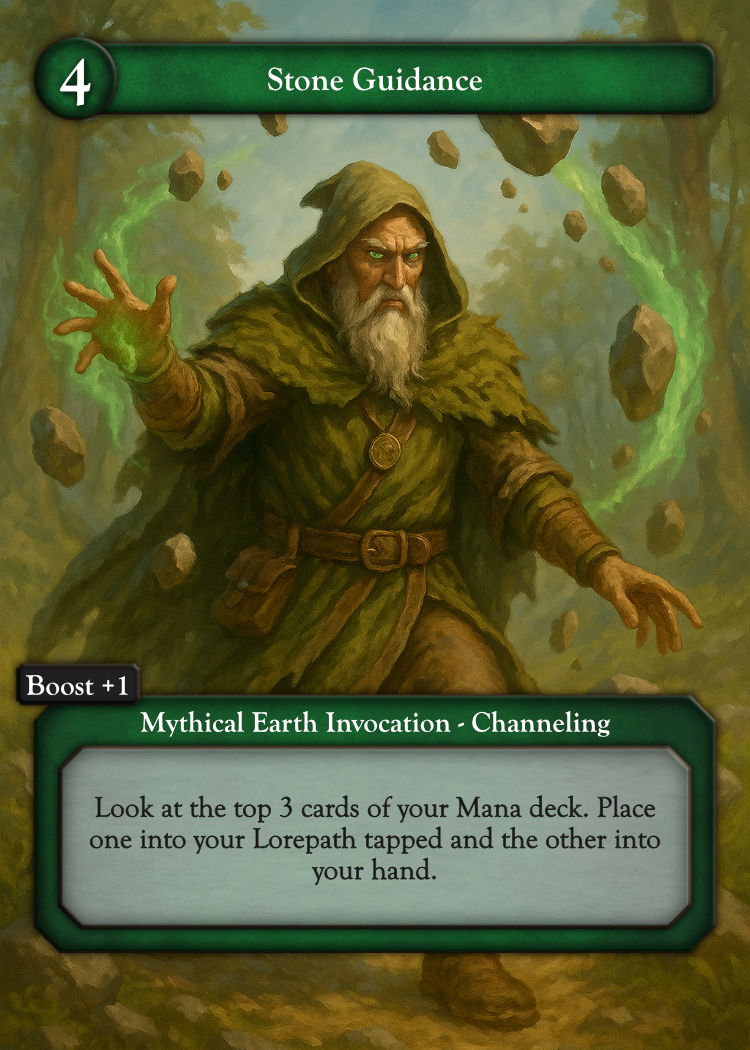 4
Stone Guidance
Boost +1
Mythical Earth Invocation - Channeling
Look at the top 3 cards of your Mana deck. Place
one into your Lorepath tapped and the other into
your hand.